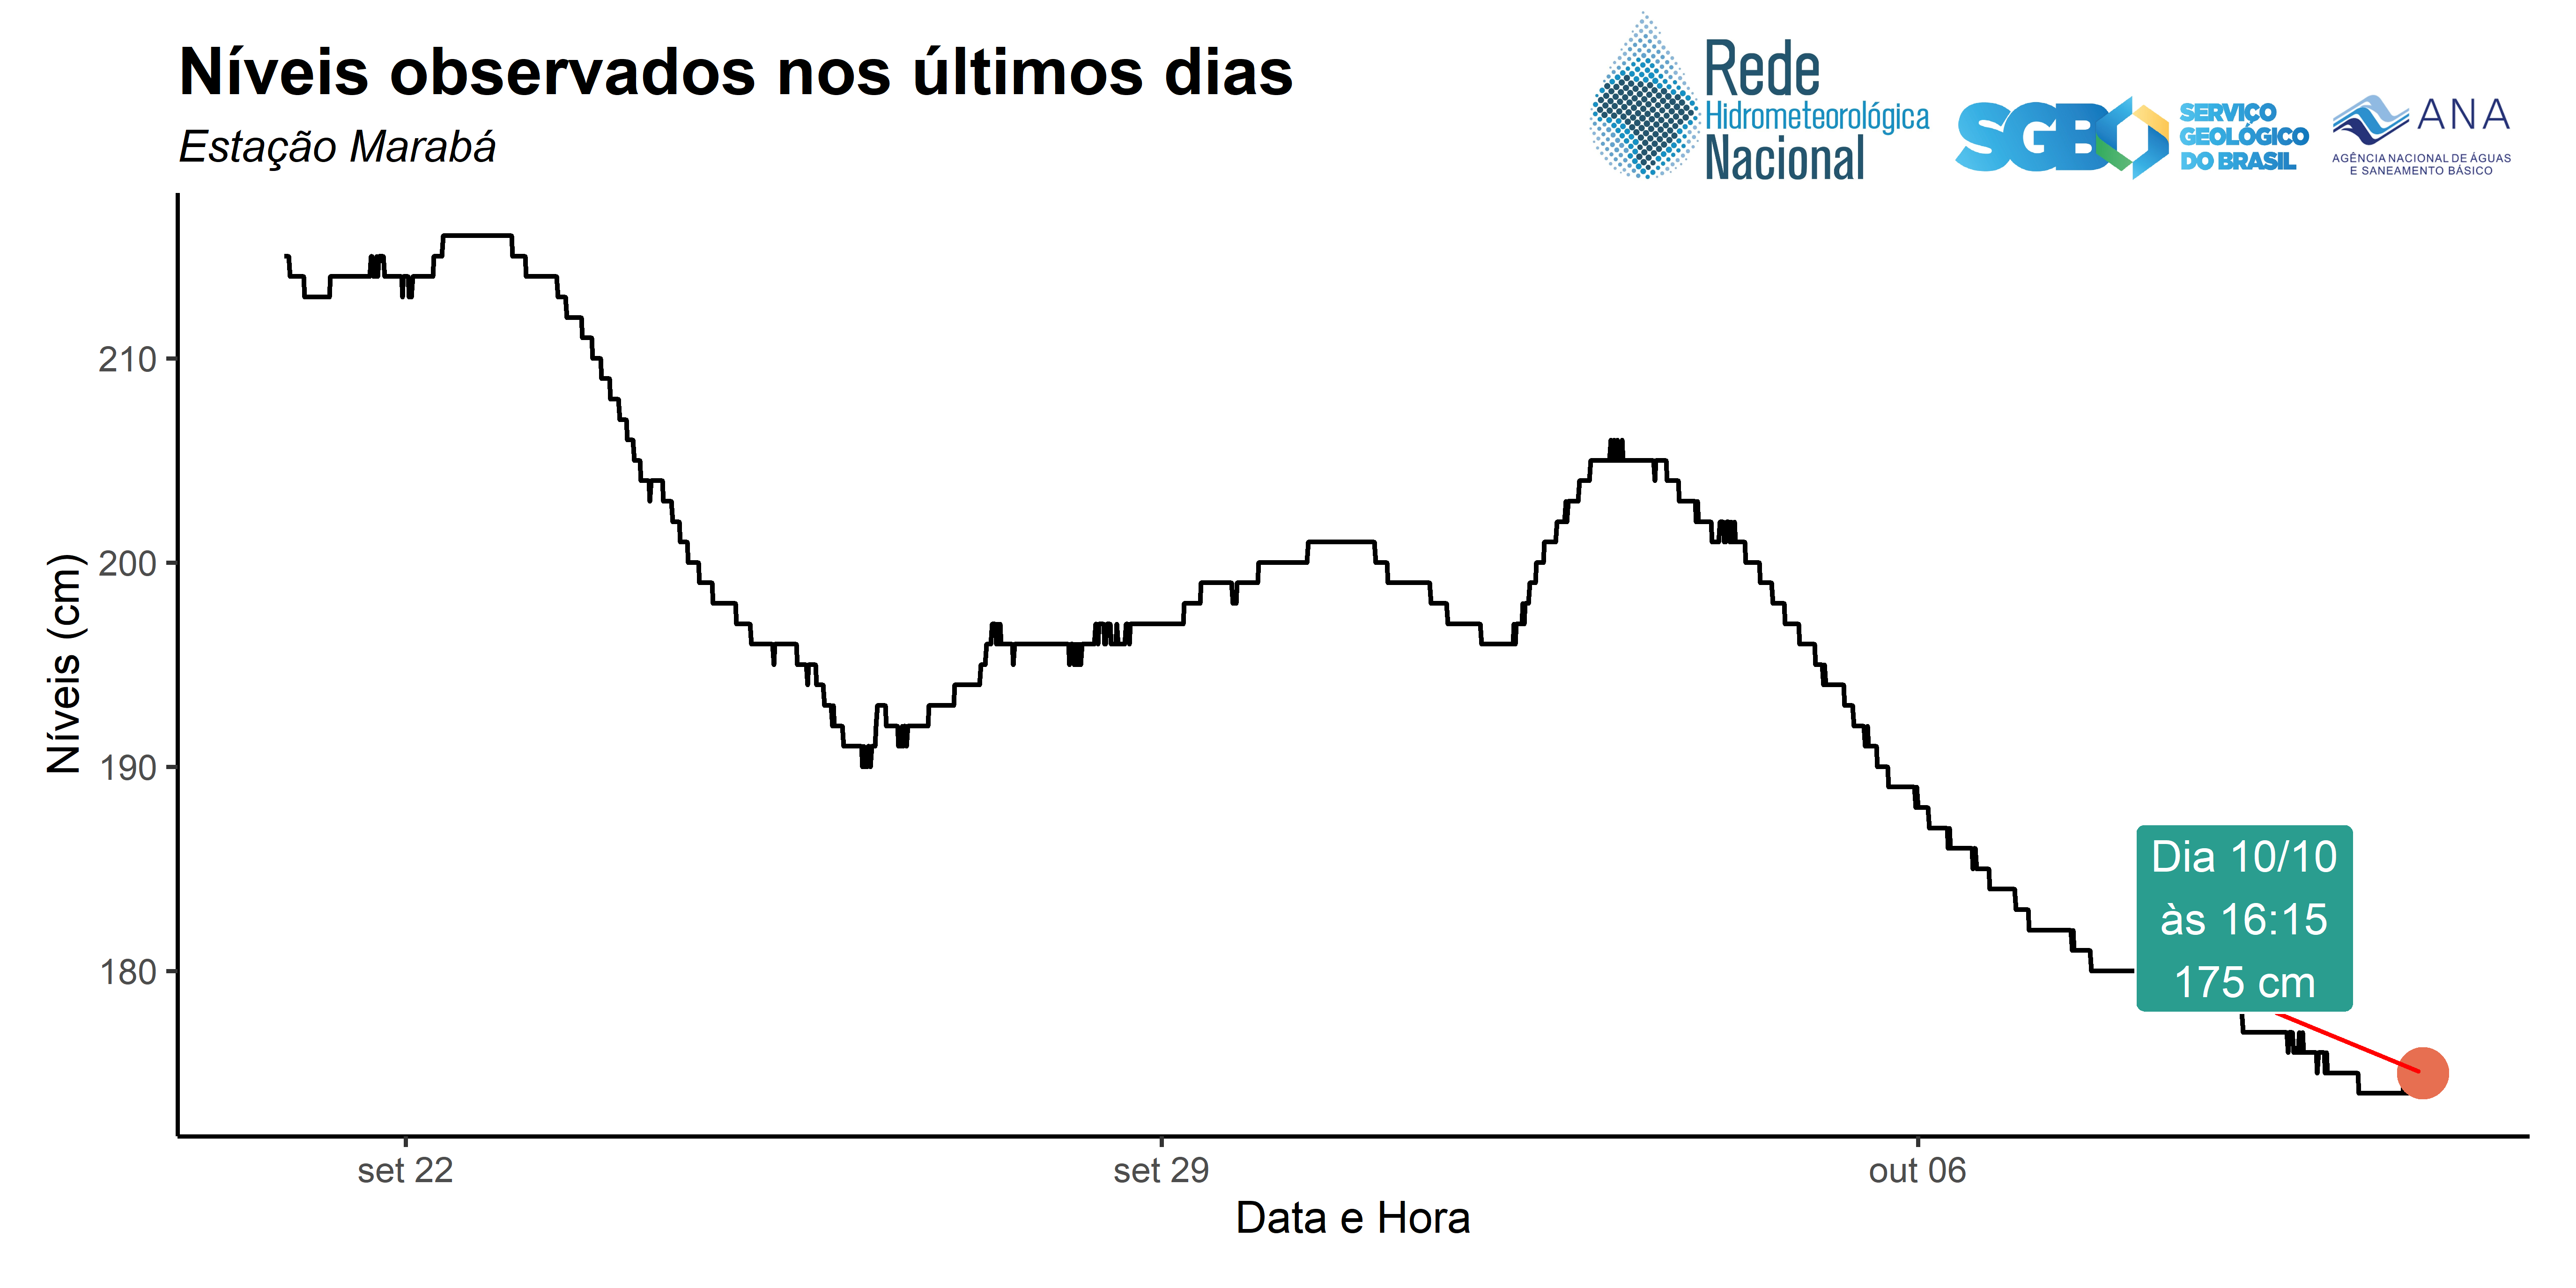 Níveis observados nos últimos dias
Estação Marabá
Rede
Hidrometeorológica
Nacional
SGB
SERVIÇO
GEOLÓGICO
DO BRASIL
ANA
AGÊNCIA NACIONAL DE ÁGUAS
E SANEAMENTO BÁSICO
Níveis (cm)
210
200
190
180
Dia 10/10
às 16:15
175 cm
set 22
set 29
out 06
Data e Hora